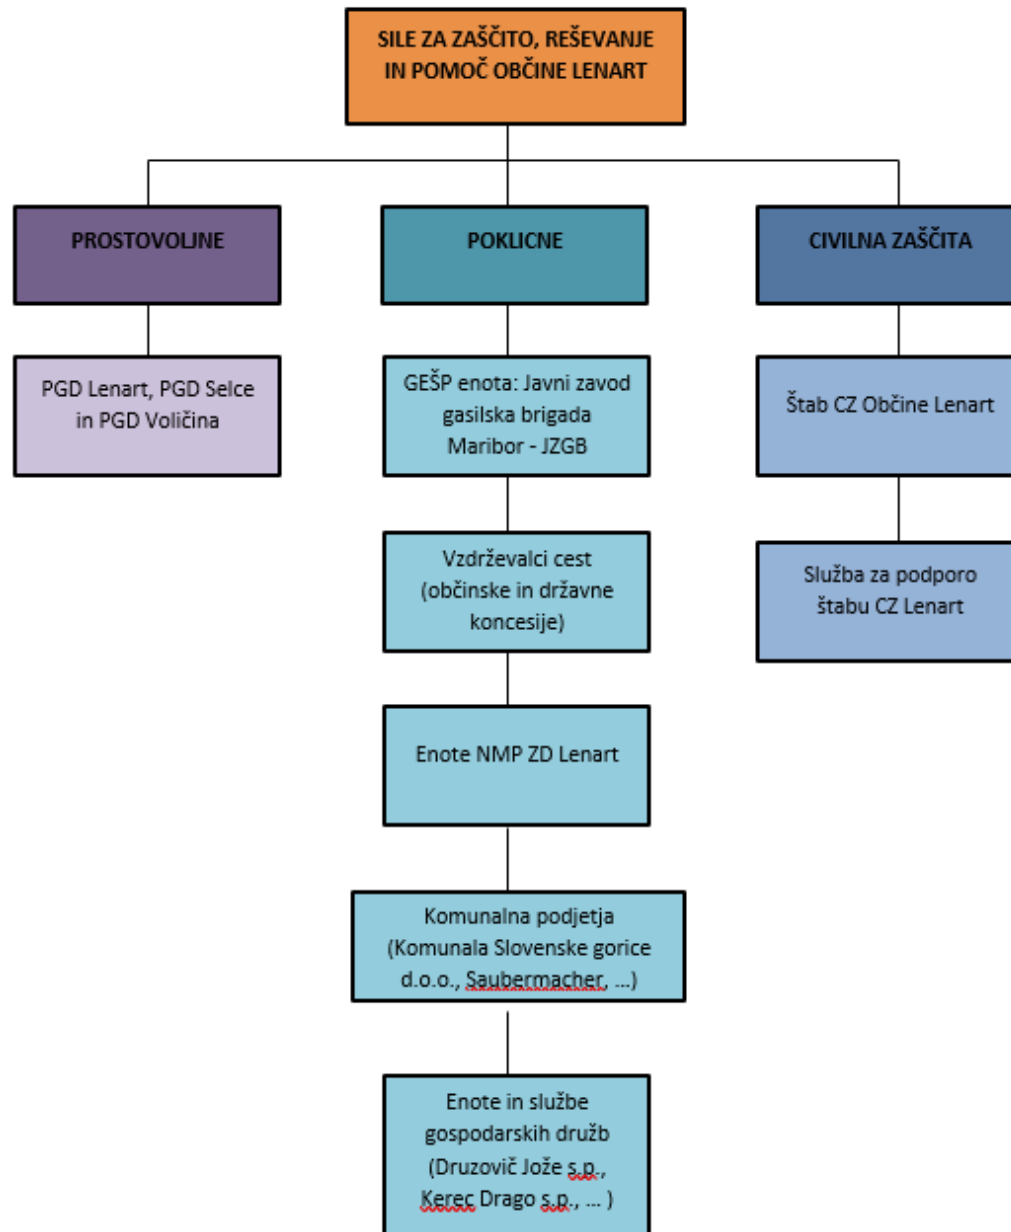 SILE ZA ZAŠČITO, REŠEVANJE
IN POMOČ OBČINE LENART
PROSTOVOLJNE
POKLICNE
CIVILNA ZAŠČITA
PGD Lenart, PGD Selce
in PGD Voličina
GEŠP enota: Javni zavod
gasilska brigada
Maribor - JZGB
Štab CZ Občine Lenart
Vzdrževalci cest
(občinske in državne
koncesije)
Služba za podporo
štabu CZ Lenart
Enote NMP ZD Lenart
Komunalna podjetja
(Komunala Slovenske gorice
d.o.o., Saubermacher, ...)
Enote in službe
gospodarskih družb
(Druzovič Jože s.p.,
Kerec Drago s.p., ... )